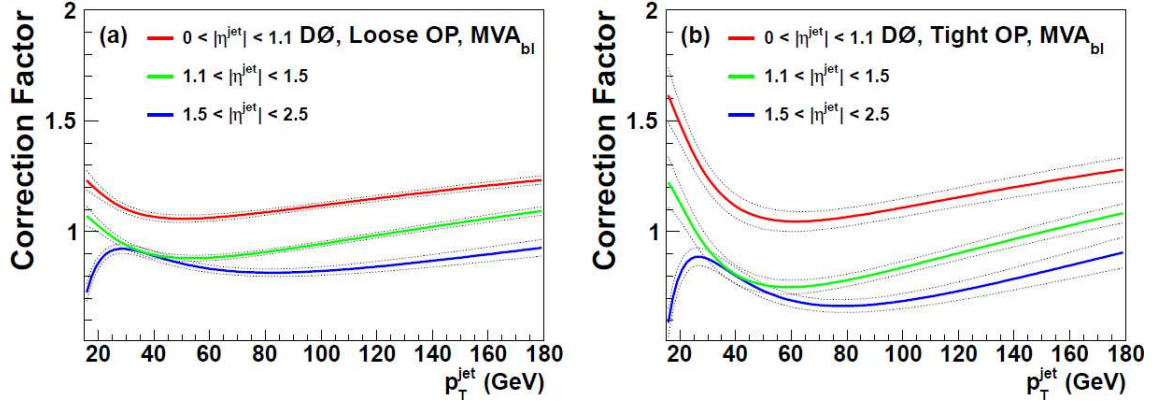 Correction Factor
2
1.5
1
(a)
0 < |η^jet| < 1.1 DØ, Loose OP, MVA_bl
1.1 < |η^jet| < 1.5
1.5 < |η^jet| < 2.5
20 40 60 80 100 120 140 160 180
p_T^jet (GeV)
Correction Factor
2
1.5
1
(b)
0 < |η^jet| < 1.1 DØ, Tight OP, MVA_bl
1.1 < |η^jet| < 1.5
1.5 < |η^jet| < 2.5
20 40 60 80 100 120 140 160 180
p_T^jet (GeV)